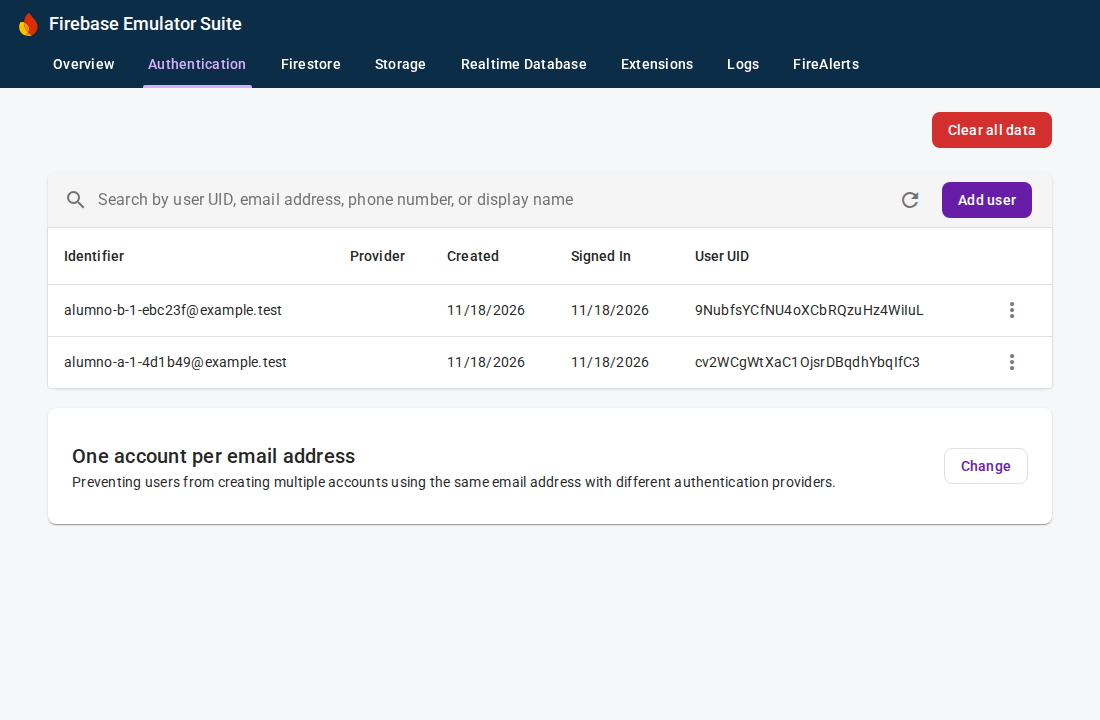 Firebase Emulator Suite
Overview Authentication Firestore Storage Realtime Database Extensions Logs FireAlerts
Clear all data
Search by user UID, email address, phone number, or display name
Add user
Identifier Provider Created Signed In User UID
alumno-b-1-ebc23f@example.test 11/18/2026 11/18/2026 9NubfsYCfNU4oXCbRQzuHz4WiIuL
alumno-a-1-4d1b49@example.test 11/18/2026 11/18/2026 cv2WCgWtXaC1OjsrDBqdhYbqIfC3
One account per email address
Preventing users from creating multiple accounts using the same email address with different authentication providers.
Change